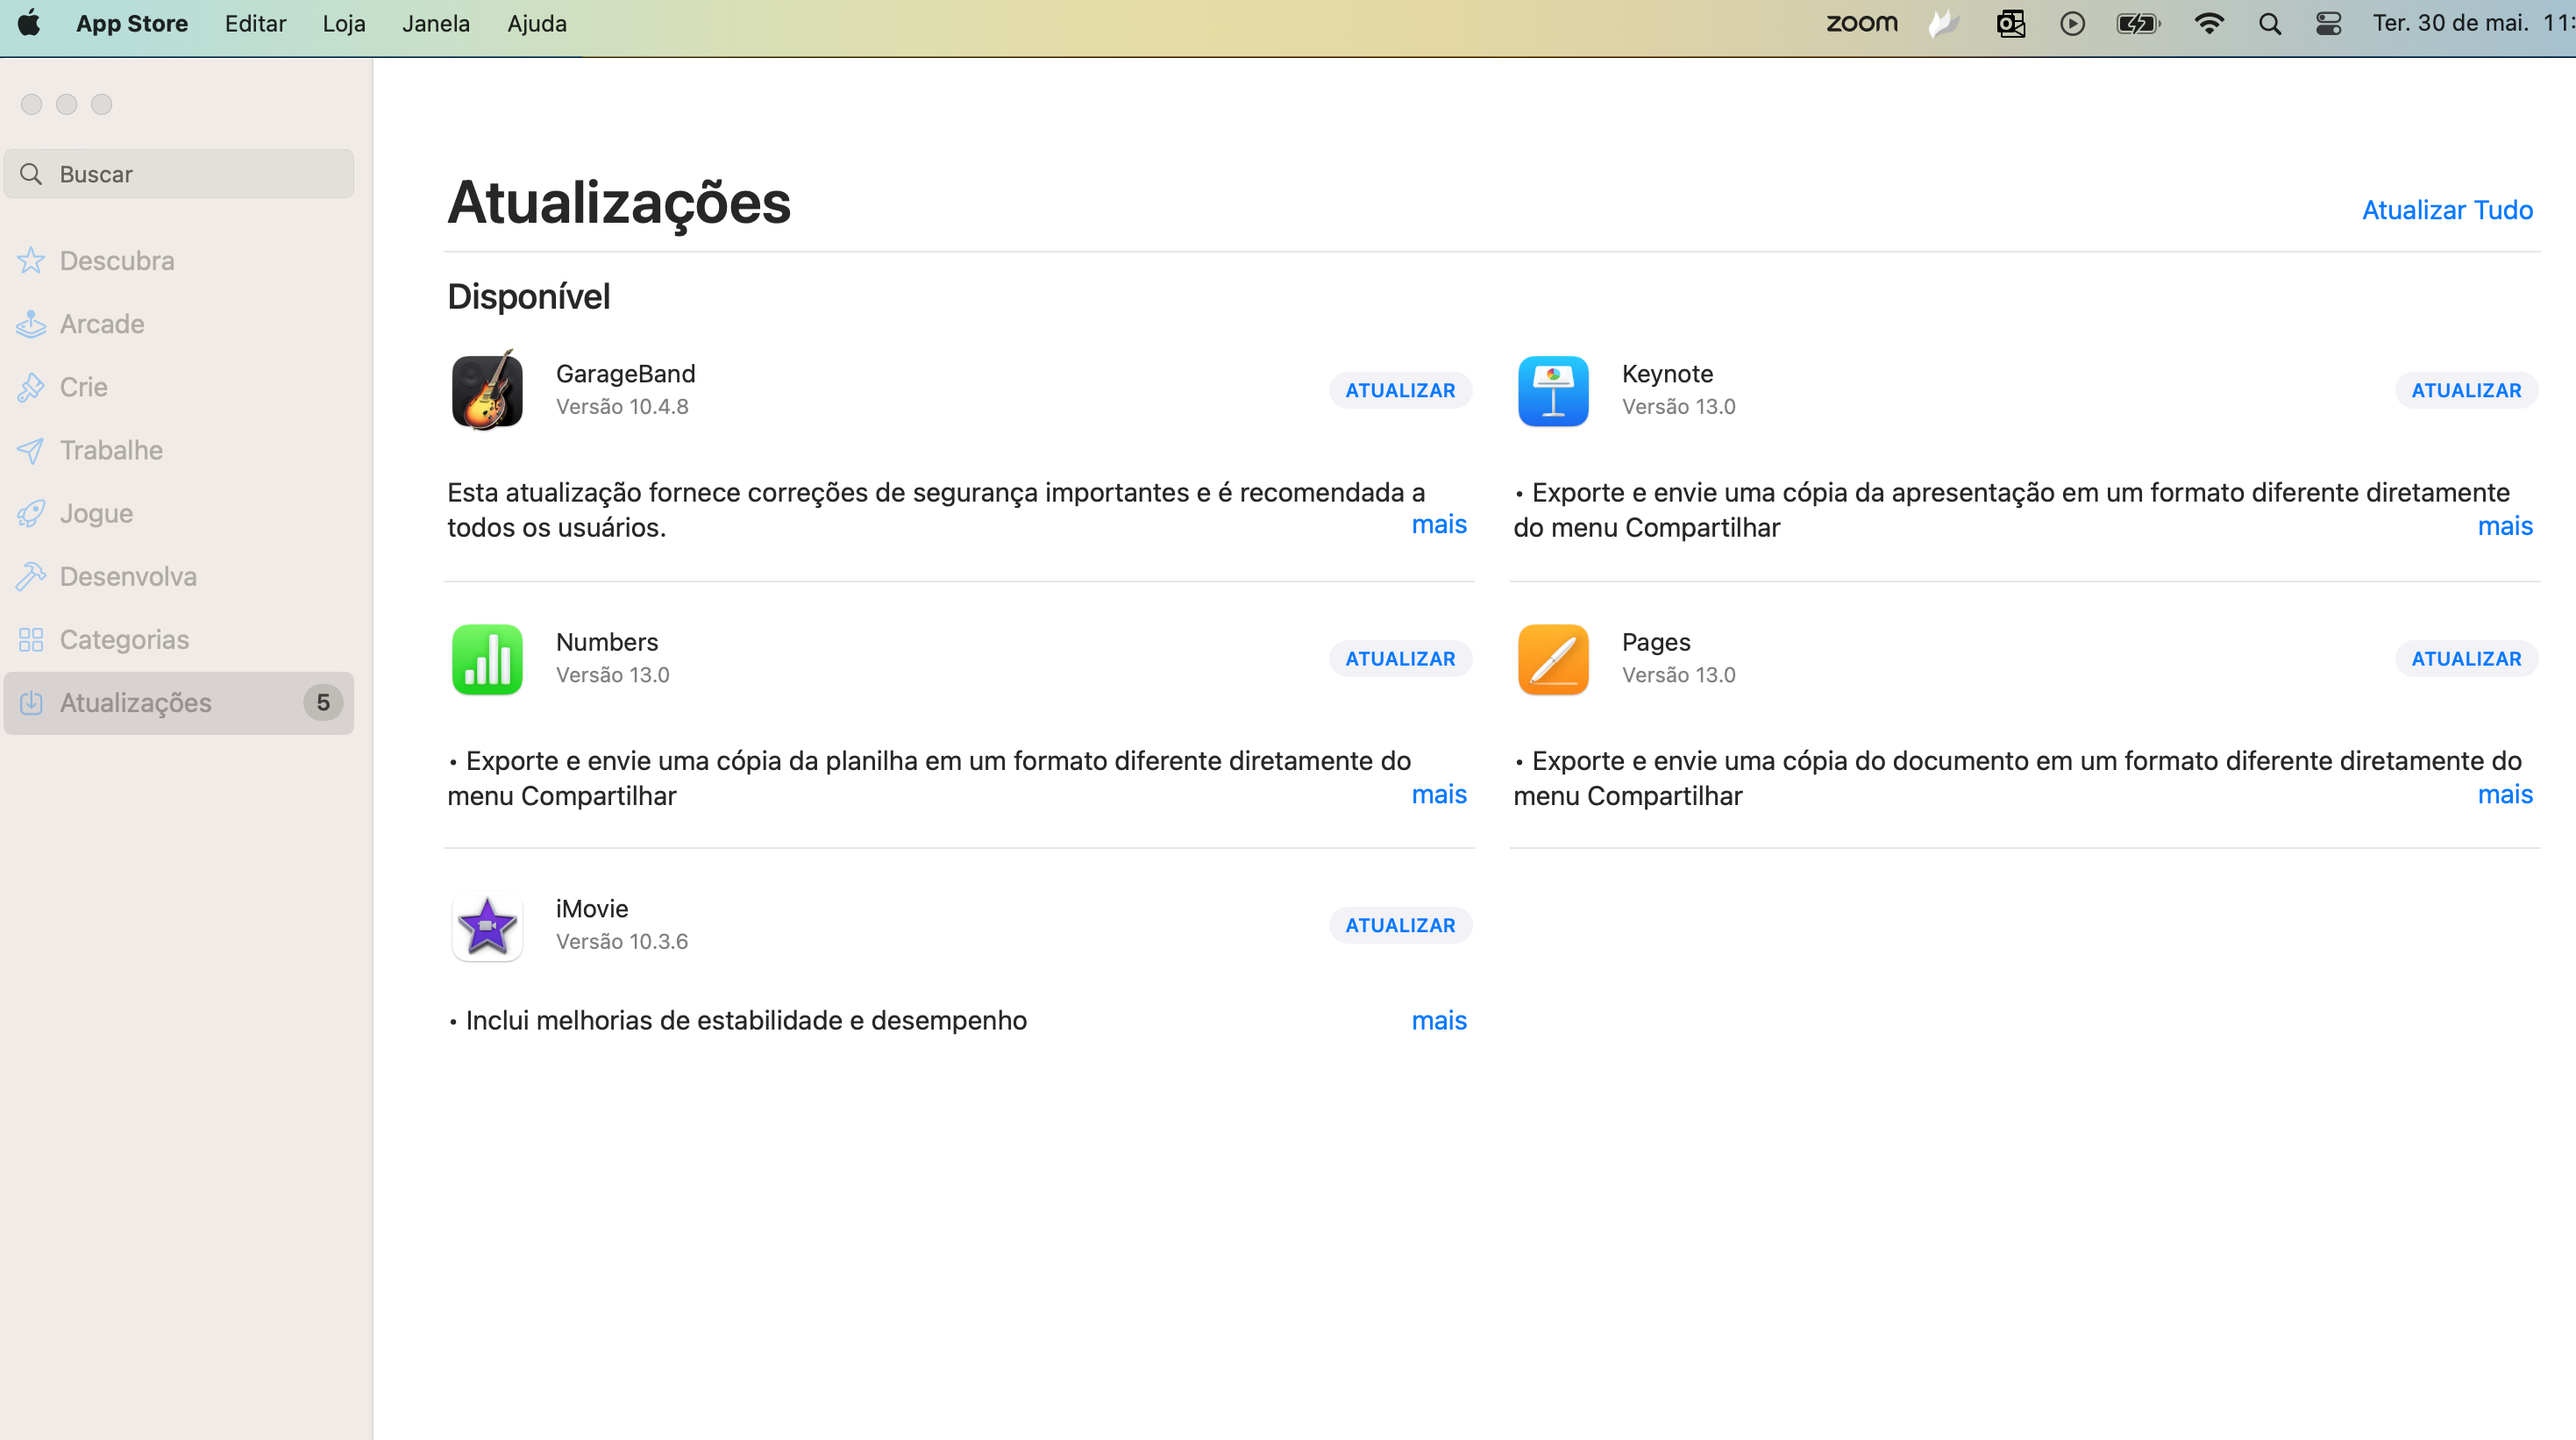 App Store Editar Loja Janela Ajuda zoom Ter. 30 de mai. 11:
Buscar
Descubra
Arcade
Crie
Trabalhe
Jogue
Desenvolva
Categorias
Atualizações 5
Atualizações
Atualizar Tudo
Disponível
GarageBand
Versão 10.4.8
ATUALIZAR
Esta atualização fornece correções de segurança importantes e é recomendada a
todos os usuários.
mais
Keynote
Versão 13.0
ATUALIZAR
• Exporte e envie uma cópia da apresentação em um formato diferente diretamente
do menu Compartilhar
mais
Numbers
Versão 13.0
ATUALIZAR
• Exporte e envie uma cópia da planilha em um formato diferente diretamente do
menu Compartilhar
mais
Pages
Versão 13.0
ATUALIZAR
• Exporte e envie uma cópia do documento em um formato diferente diretamente do
menu Compartilhar
mais
iMovie
Versão 10.3.6
ATUALIZAR
• Inclui melhorias de estabilidade e desempenho
mais